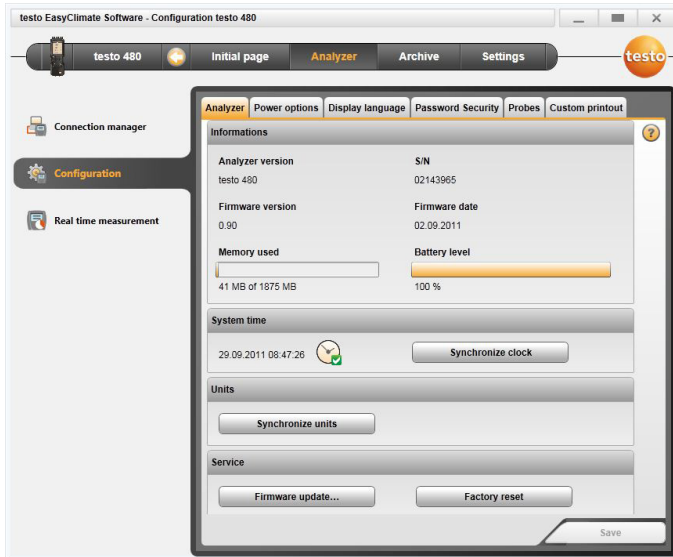 testo EasyClimate Software - Configuration testo 480
testo 480 Initial page Analyzer Archive Settings testo
Analyzer Power options Display language Password Security Probes Custom printout
Connection manager
Configuration
Real time measurement
Informations
?
Analyzer version S/N
testo 480 02143965
Firmware version Firmware date
0.90 02.09.2011
Memory used Battery level
41 MB of 1875 MB 100 %
System time
29.09.2011 08:47:26 Synchronize clock
Units
Synchronize units
Service
Firmware update... Factory reset
Save